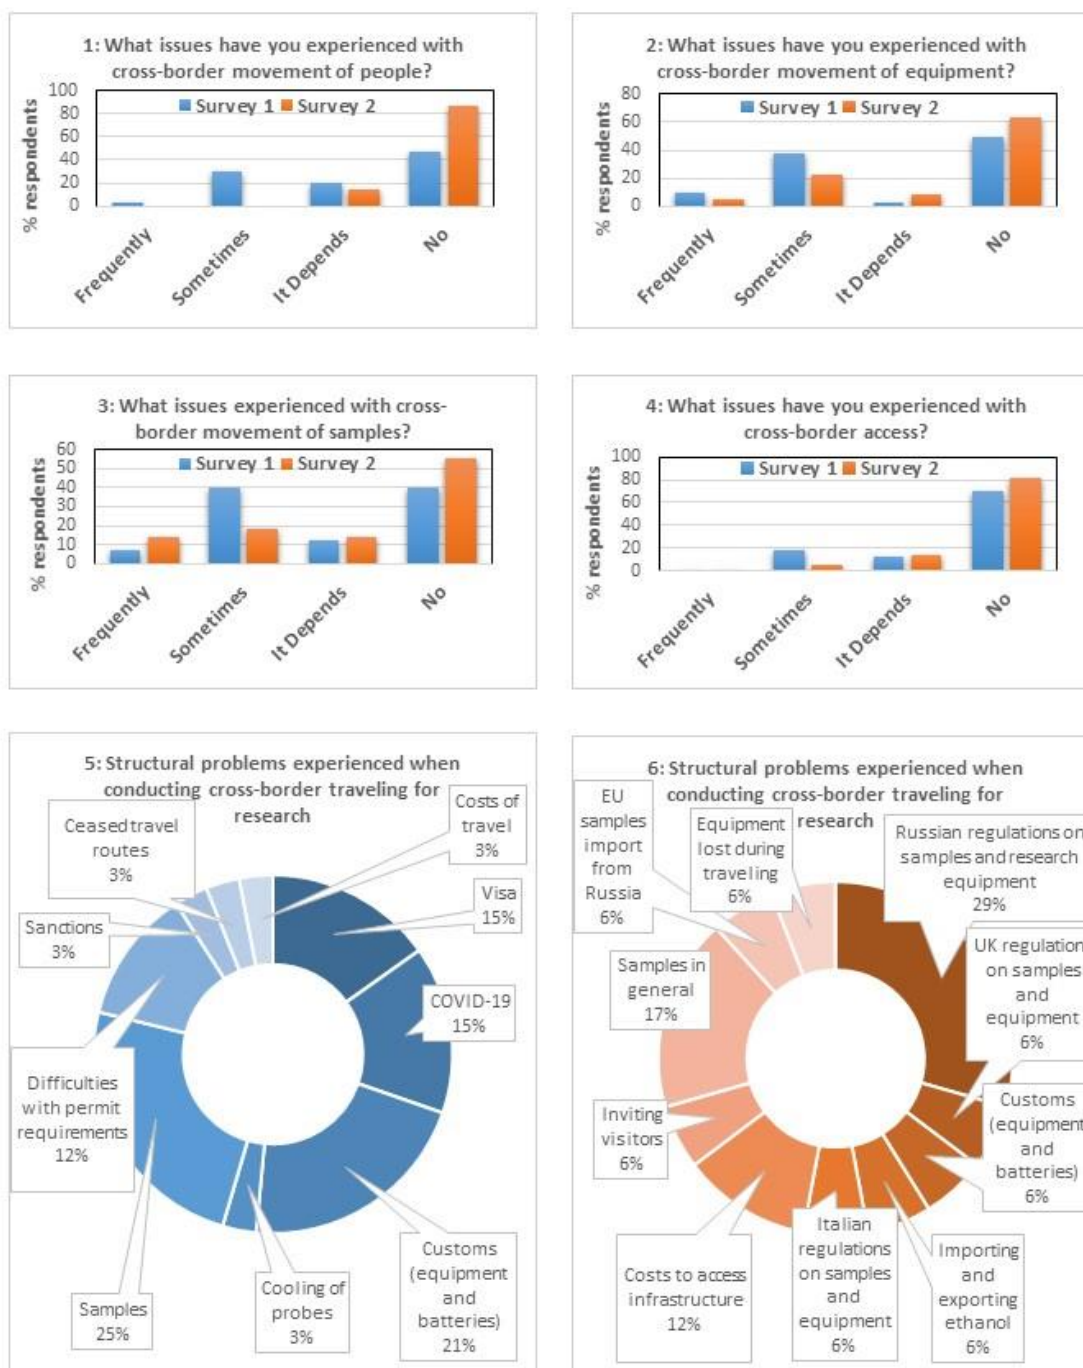 1: What issues have you experienced with
cross-border movement of people?
Survey 1 Survey 2
% respondents
100
80
60
40
20
0
Frequently
Sometimes
It Depends
No
2: What issues have you experienced with
cross-border movement of equipment?
Survey 1 Survey 2
% respondents
80
60
40
20
0
Frequently
Sometimes
It Depends
No
3: What issues experienced with cross-
border movement of samples?
Survey 1 Survey 2
% respondents
60
50
40
30
20
10
0
Frequently
Sometimes
It Depends
No
4: What issues have you experienced with
cross-border access?
Survey 1 Survey 2
% respondents
100
80
60
40
20
0
Frequently
Sometimes
It Depends
No
5: Structural problems experienced when
conducting cross-border traveling for
research
Ceased travel
routes
3%
Costs of
travel
3%
Visa
15%
Sanctions
3%
COVID-19
15%
Difficulties
with permit
requirements
12%
Samples
25%
Cooling of
probes
3%
Customs
(equipment
and
batteries)
21%
6: Structural problems experienced when
conducting cross-border traveling for
research
EU
samples
import
from
Russia
6%
Equipment
lost during
traveling
6%
Russian regulations on
samples and research
equipment
29%
UK regulation
on samples
and
equipment
6%
Samples in
general
17%
Customs
(equipment
and
batteries)
6%
Inviting
visitors
6%
Costs to access
infrastructure
12%
Italian
regulations
on samples
and
equipment
6%
Importing
and
exporting
ethanol
6%